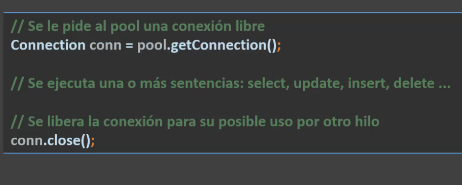 // Se le pide al pool una conexión libre
Connection conn = pool.getConnection();
// Se ejecuta una o más sentencias: select, update, insert, delete ...
// Se libera la conexión para su posible uso por otro hilo
conn.close();